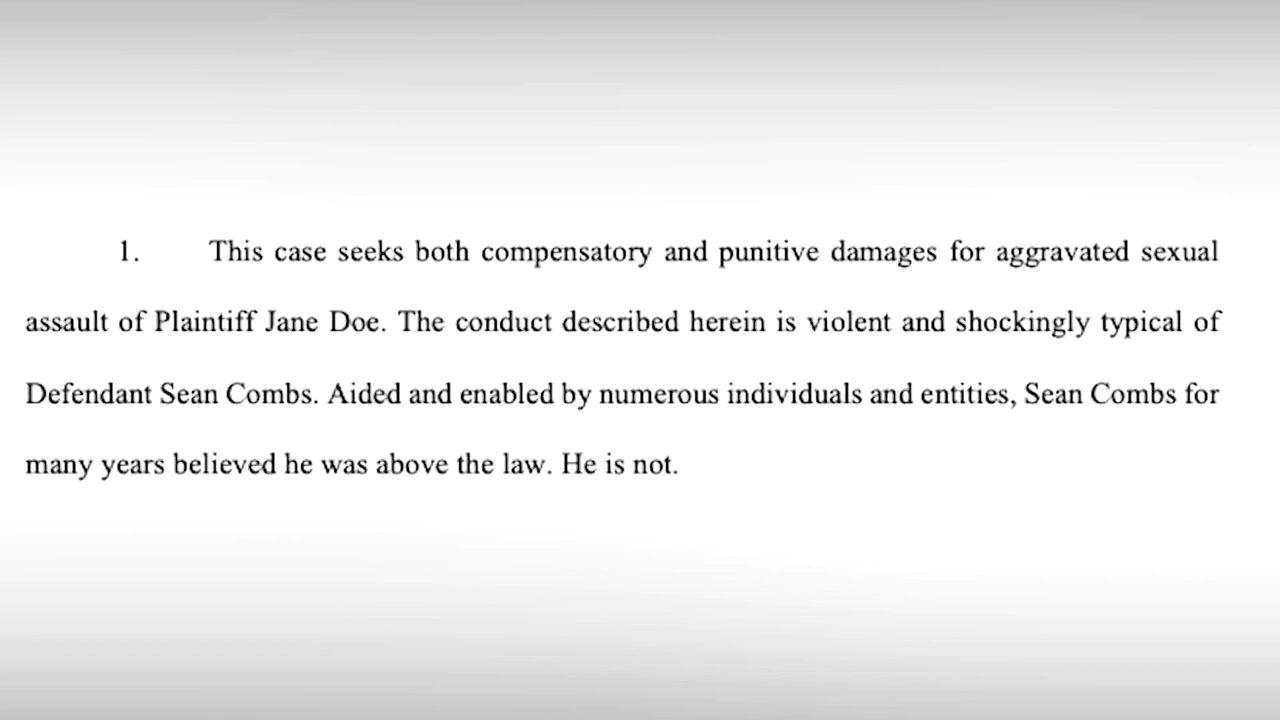 1. This case seeks both compensatory and punitive damages for aggravated sexual
assault of Plaintiff Jane Doe. The conduct described herein is violent and shockingly typical of
Defendant Sean Combs. Aided and enabled by numerous individuals and entities, Sean Combs for
many years believed he was above the law. He is not.